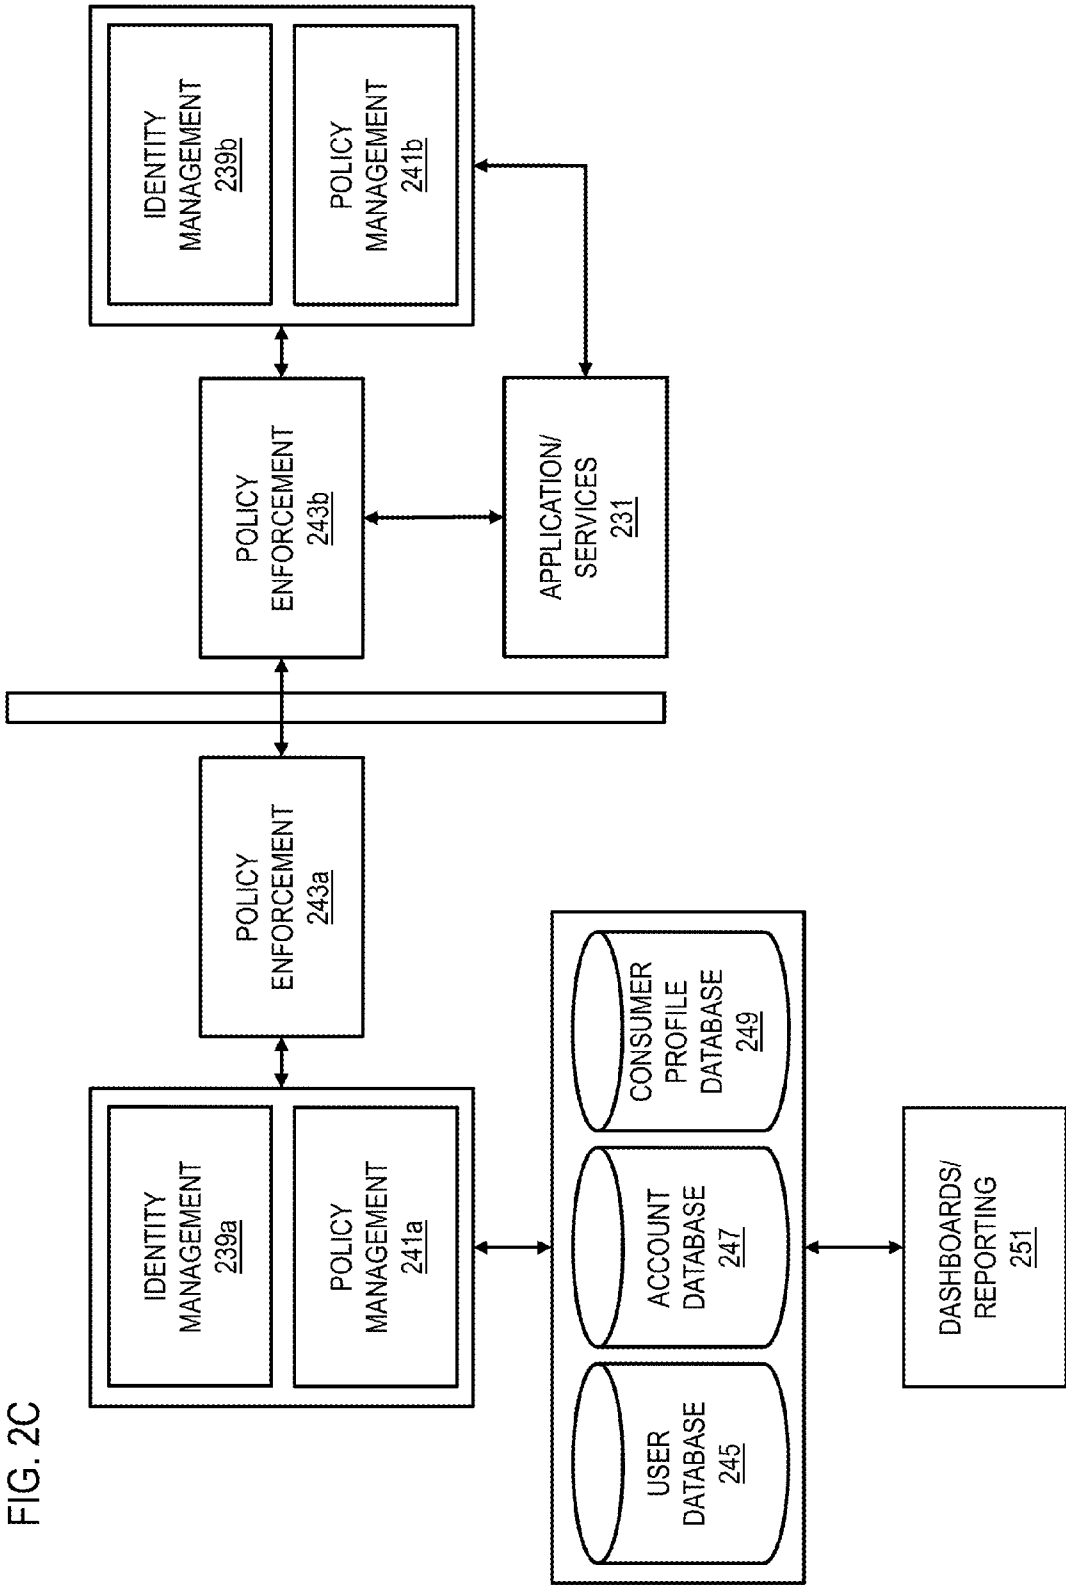 FIG. 2C
IDENTITY
MANAGEMENT
239a
POLICY
MANAGEMENT
241a
POLICY
ENFORCEMENT
243a
POLICY
ENFORCEMENT
243b
IDENTITY
MANAGEMENT
239b
POLICY
MANAGEMENT
241b
USER
DATABASE
245
ACCOUNT
DATABASE
247
CONSUMER
PROFILE
DATABASE
249
APPLICATION/
SERVICES
231
DASHBOARDS/
REPORTING
251